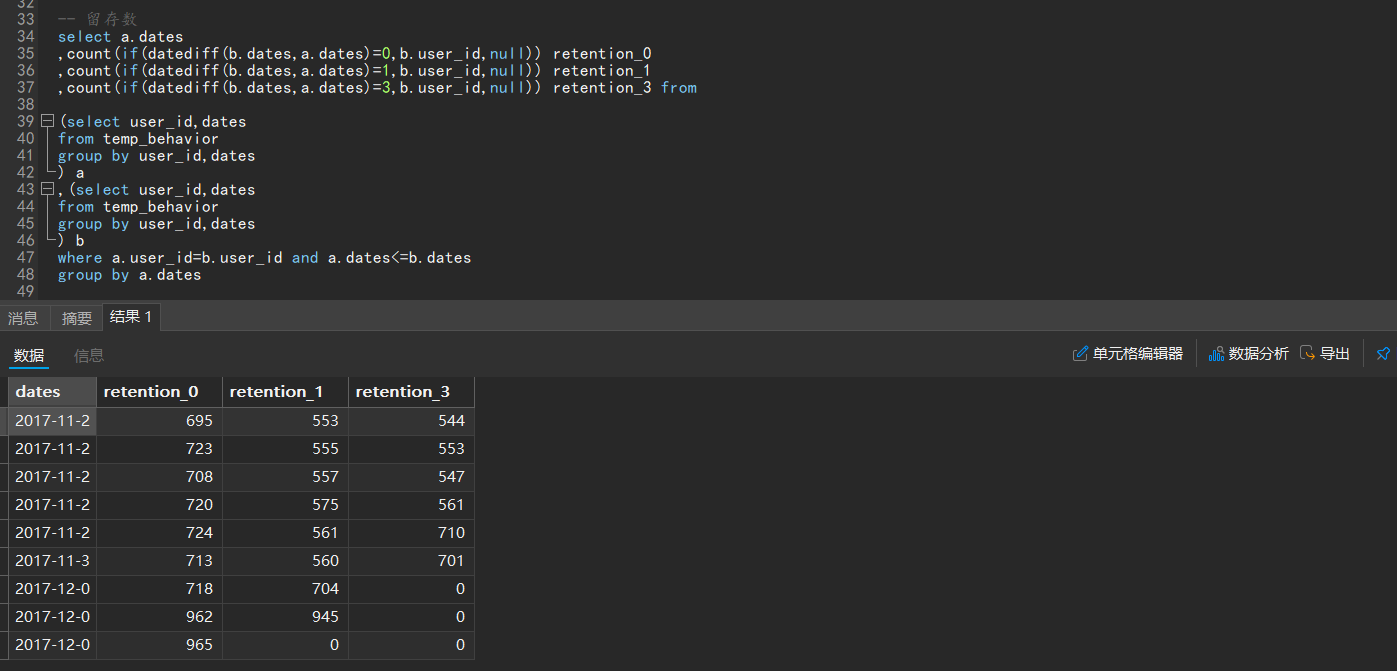 32
33 -- 留存数
34 select a.dates
35 ,count(if(datediff(b.dates,a.dates)=0,b.user_id,null)) retention_0
36 ,count(if(datediff(b.dates,a.dates)=1,b.user_id,null)) retention_1
37 ,count(if(datediff(b.dates,a.dates)=3,b.user_id,null)) retention_3 from
38
39 (select user_id,dates
40 from temp_behavior
41 group by user_id,dates
42 ) a
43 ,(select user_id,dates
44 from temp_behavior
45 group by user_id,dates
46 ) b
47 where a.user_id=b.user_id and a.dates<=b.dates
48 group by a.dates
49
消息 摘要 结果 1
数据 信息 单元格编辑器 数据分析 导出
dates retention_0 retention_1 retention_3
2017-11-2 695 553 544
2017-11-2 723 555 553
2017-11-2 708 557 547
2017-11-2 720 575 561
2017-11-2 724 561 710
2017-11-3 713 560 701
2017-12-0 718 704 0
2017-12-0 962 945 0
2017-12-0 965 0 0